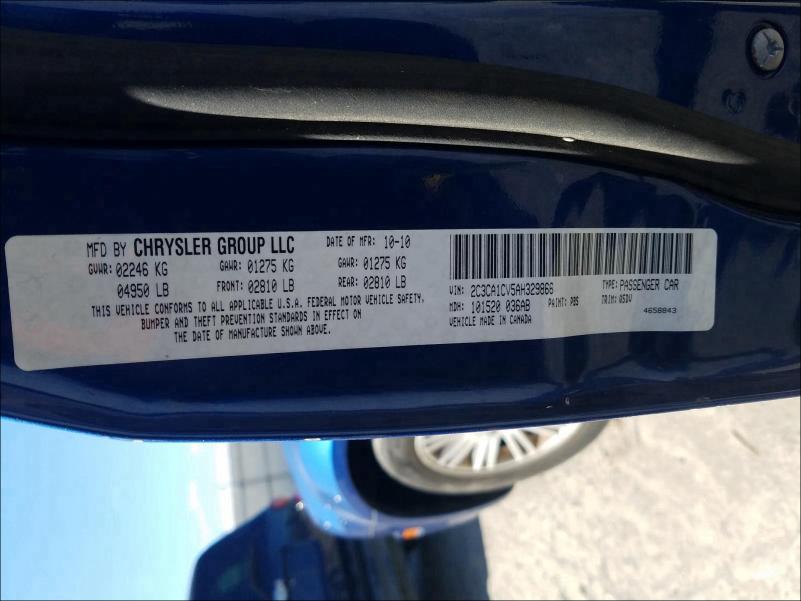 MFD BY CHRYSLER GROUP LLC DATE OF MFR: 10-10
GVWR: 02246 KG GAWR: 01275 KG GAWR: 01275 KG
04950 LB FRONT: 02810 LB REAR: 02810 LB
THIS VEHICLE CONFORMS TO ALL APPLICABLE U.S.A. FEDERAL MOTOR VEHICLE SAFETY,
BUMPER AND THEFT PREVENTION STANDARDS IN EFFECT ON
THE DATE OF MANUFACTURE SHOWN ABOVE.
VIN: 2C3CA1CV5AH329866 TYPE: PASSENGER CAR
MDH: 101520 036AB PAINT: PBS TRIM: Q5DV
VEHICLE MADE IN CANADA 4658843